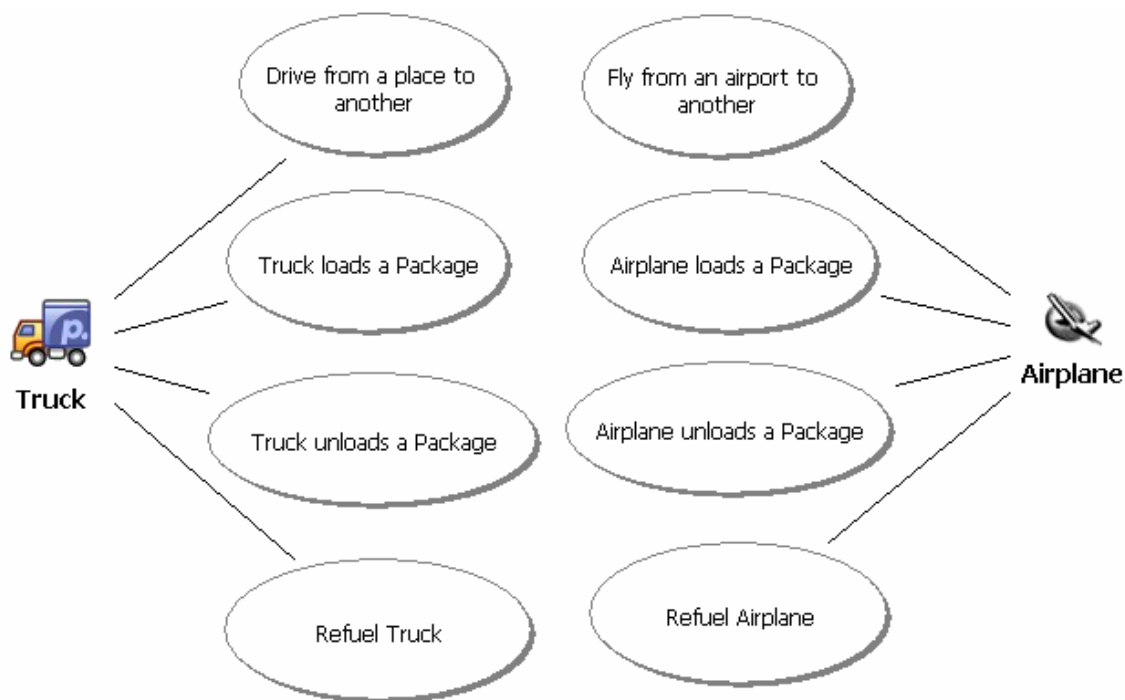 Drive from a place to
another
Fly from an airport to
another
Truck loads a Package
Airplane loads a Package
p.
Truck
Airplane
Truck unloads a Package
Airplane unloads a Package
Refuel Truck
Refuel Airplane